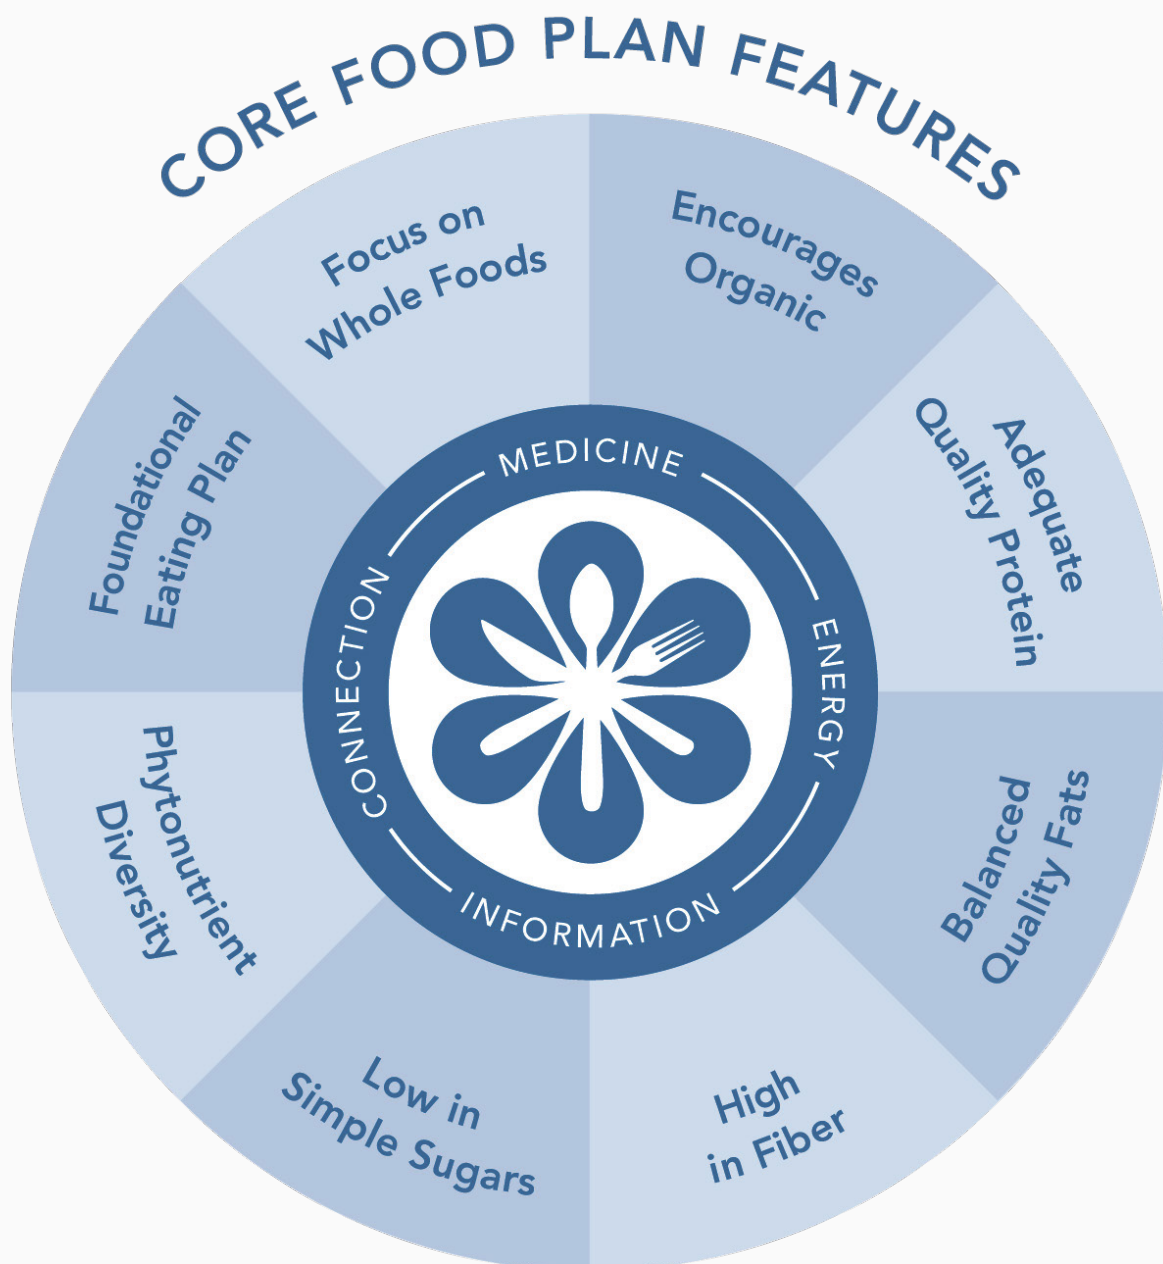 CORE FOOD PLAN FEATURES
Focus on
Whole Foods
Encourages
Organic
Adequate
Quality Protein
Balanced
Quality Fats
High
in Fiber
Low in
Simple Sugars
Phytonutrient
Diversity
Foundational
Eating Plan
MEDICINE
ENERGY
INFORMATION
CONNECTION